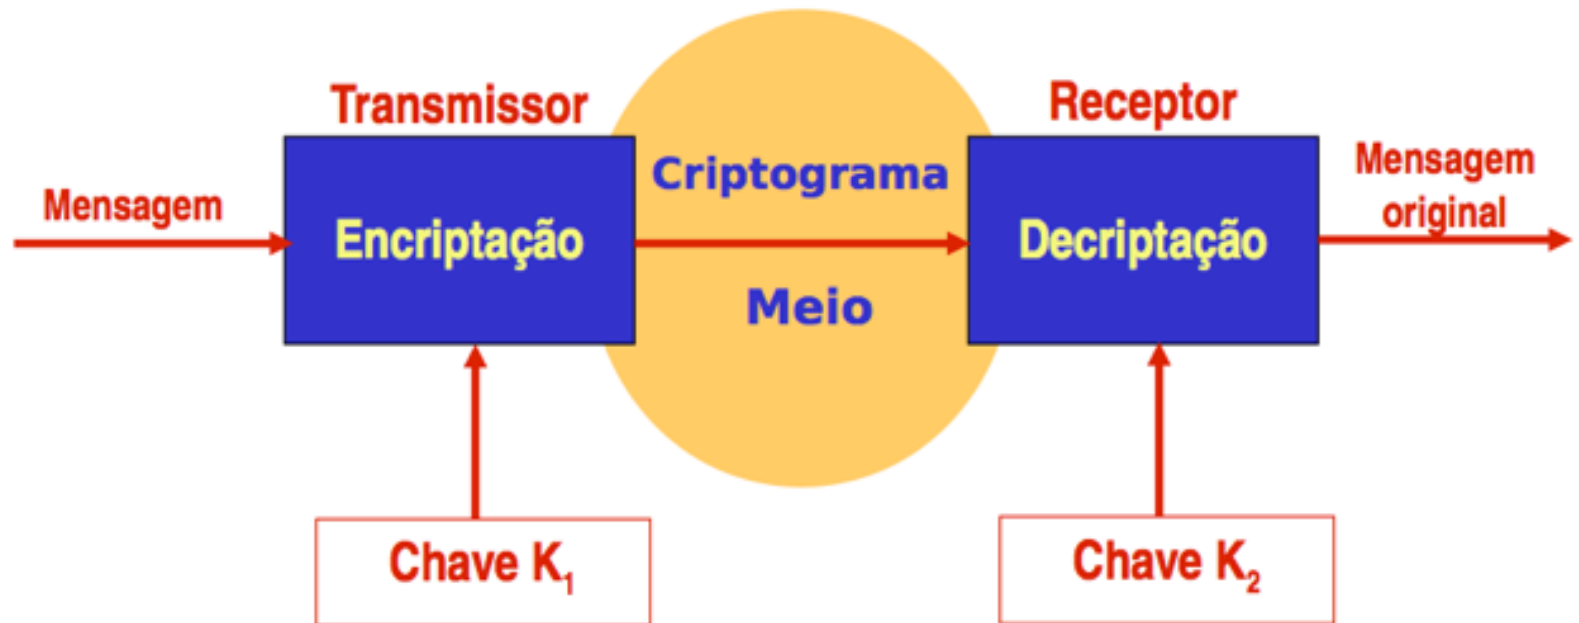 Transmissor
Receptor
Mensagem
Encriptação
Criptograma
Meio
Decriptação
Mensagem
original
Chave K₁
Chave K₂